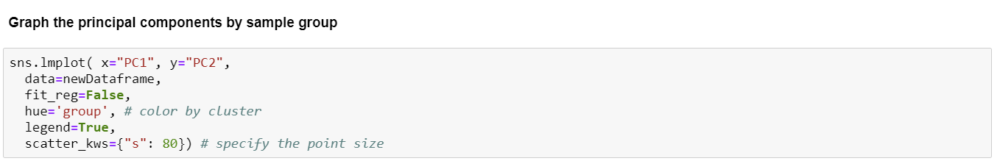 Graph the principal components by sample group
sns.lmplot( x="PC1", y="PC2",
  data=newDataframe,
  fit_reg=False,
  hue='group', # color by cluster
  legend=True,
  scatter_kws={"s": 80}) # specify the point size